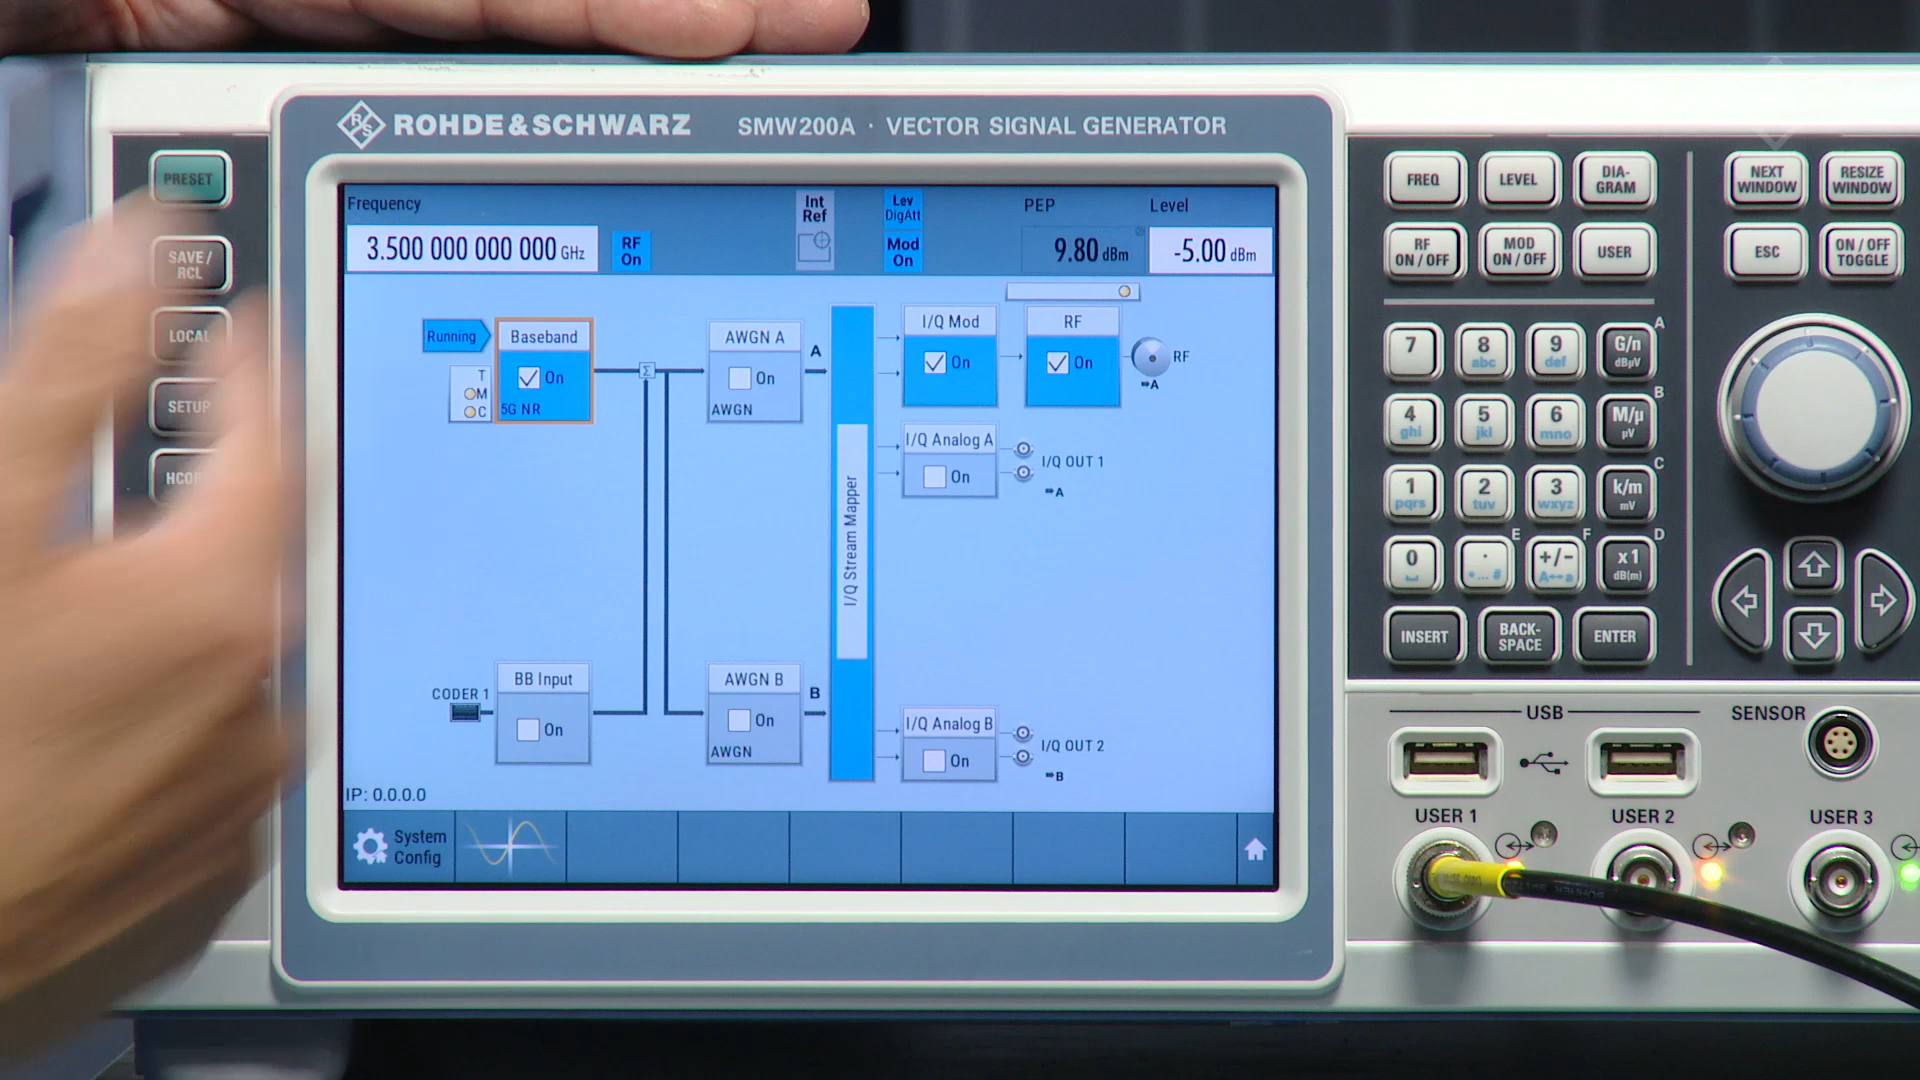 ROHDE&SCHWARZ SMW200A · VECTOR SIGNAL GENERATOR
PRESET
SAVE/
RCL
LOCAL
SETUP
Frequency
3.500 000 000 000 GHz
RF
On
Int
Ref
Lev
DigAtt
Mod
On
PEP
9.80 dBm
Level
-5.00 dBm
Running
Baseband
On
5G NR
T
M
C
Σ
AWGN A
On
AWGN
A
I/Q Mod
On
RF
On
RF
A
I/Q Analog A
On
I/Q OUT 1
A
I/Q Stream Mapper
CODER 1
BB Input
On
AWGN B
On
AWGN
B
I/Q Analog B
On
I/Q OUT 2
B
IP: 0.0.0.0
System
Config
FREQ
LEVEL
DIA-
GRAM
NEXT
WINDOW
RESIZE
WINDOW
RF
ON / OFF
MOD
ON / OFF
USER
ESC
ON / OFF
TOGGLE
7
8
abc
9
def
G/n
dBµV
A
4
ghi
5
jkl
6
mno
M/µ
µV
B
1
pqrs
2
tuv
3
wxyz
k/m
mV
C
0
.
*... #
E
+/-
A↔a
F
x1
dB(m)
D
INSERT
BACK-
SPACE
ENTER
USB
SENSOR
USER 1
USER 2
USER 3